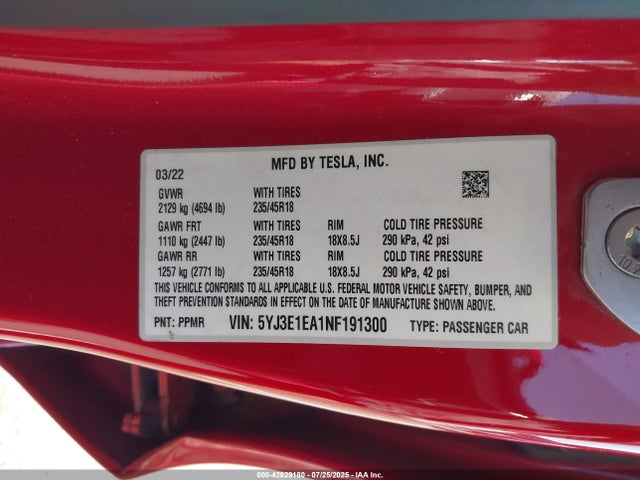 MFD BY TESLA, INC.
03/22
GVWR WITH TIRES
2129 kg (4694 lb) 235/45R18
GAWR FRT WITH TIRES RIM COLD TIRE PRESSURE
1110 kg (2447 lb) 235/45R18 18X8.5J 290 kPa, 42 psi
GAWR RR WITH TIRES RIM COLD TIRE PRESSURE
1257 kg (2771 lb) 235/45R18 18X8.5J 290 kPa, 42 psi
THIS VEHICLE CONFORMS TO ALL APPLICABLE U.S. FEDERAL MOTOR VEHICLE SAFETY, BUMPER, AND
THEFT PREVENTION STANDARDS IN EFFECT ON THE DATE OF MANUFACTURE SHOWN ABOVE.
PNT: PPMR VIN: 5YJ3E1EA1NF191300 TYPE: PASSENGER CAR
000-42829180 - 07/25/2025 - IAA Inc.